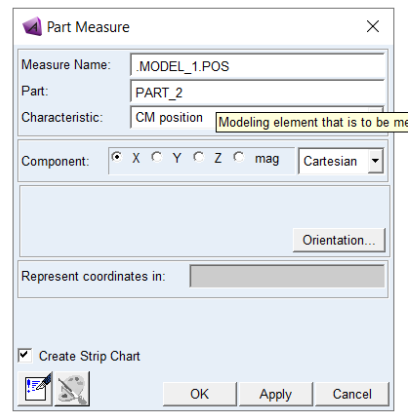 Part Measure
Measure Name: .MODEL_1.POS
Part: PART_2
Characteristic: CM position
Modeling element that is to be me
Component: X Y Z mag Cartesian
Orientation...
Represent coordinates in:
Create Strip Chart
OK Apply Cancel